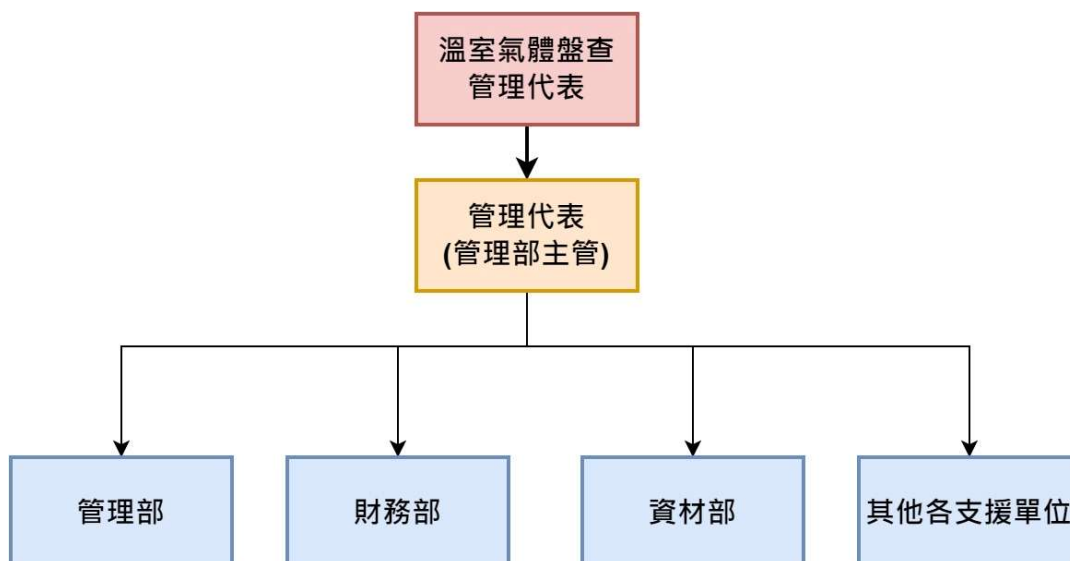 溫室氣體盤查
管理代表
管理代表
(管理部主管)
管理部
財務部
資材部
其他各支援單位